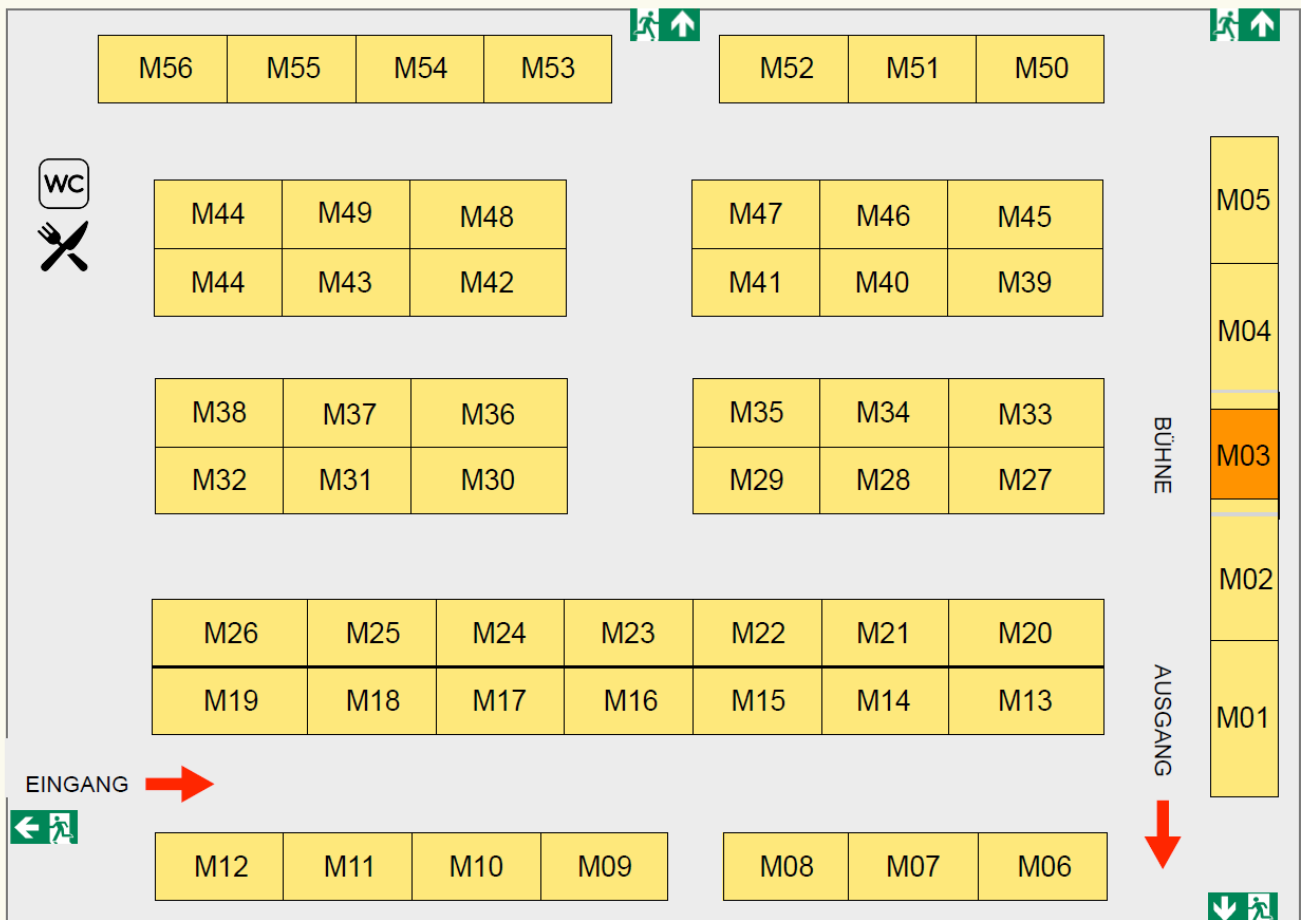 M56 M55 M54 M53 M52 M51 M50
WC
M44 M49 M48 M47 M46 M45 M05
M44 M43 M42 M41 M40 M39
M04
M38 M37 M36 M35 M34 M33
BÜHNE
M03
M32 M31 M30 M29 M28 M27
M02
M26 M25 M24 M23 M22 M21 M20
M19 M18 M17 M16 M15 M14 M13
AUSGANG
M01
EINGANG
M12 M11 M10 M09 M08 M07 M06